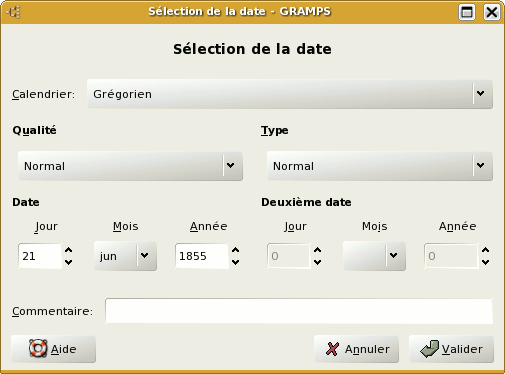 Sélection de la date - GRAMPS
Sélection de la date
Calendrier: Grégorien
Qualité Type
Normal Normal
Date Deuxième date
Jour Mois Année Jour Mois Année
21 jun 1855 0 0
Commentaire:
Aide Annuler Valider